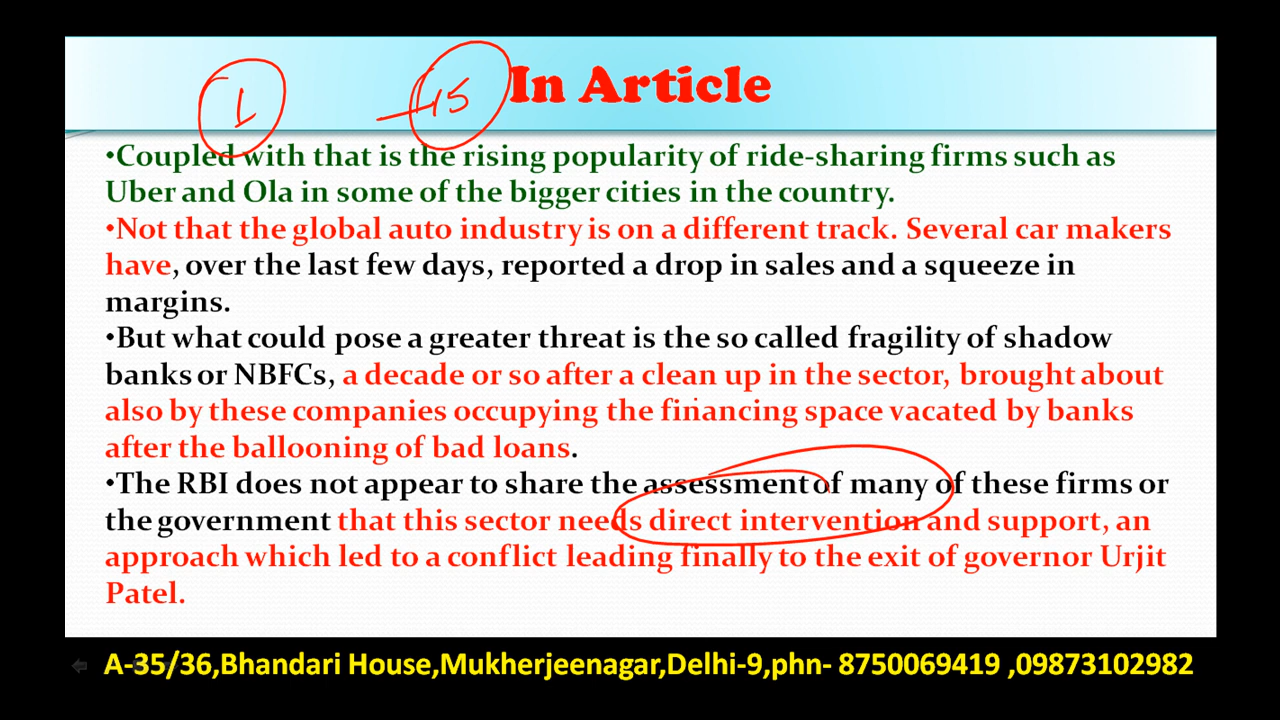 1 15 In Article
•Coupled with that is the rising popularity of ride-sharing firms such as
Uber and Ola in some of the bigger cities in the country.
•Not that the global auto industry is on a different track. Several car makers
have, over the last few days, reported a drop in sales and a squeeze in
margins.
•But what could pose a greater threat is the so called fragility of shadow
banks or NBFCs, a decade or so after a clean up in the sector, brought about
also by these companies occupying the financing space vacated by banks
after the ballooning of bad loans.
•The RBI does not appear to share the assessment of many of these firms or
the government that this sector needs direct intervention and support, an
approach which led to a conflict leading finally to the exit of governor Urjit
Patel.
A-35/36,Bhandari House,Mukherjeenagar,Delhi-9,phn- 8750069419 ,09873102982